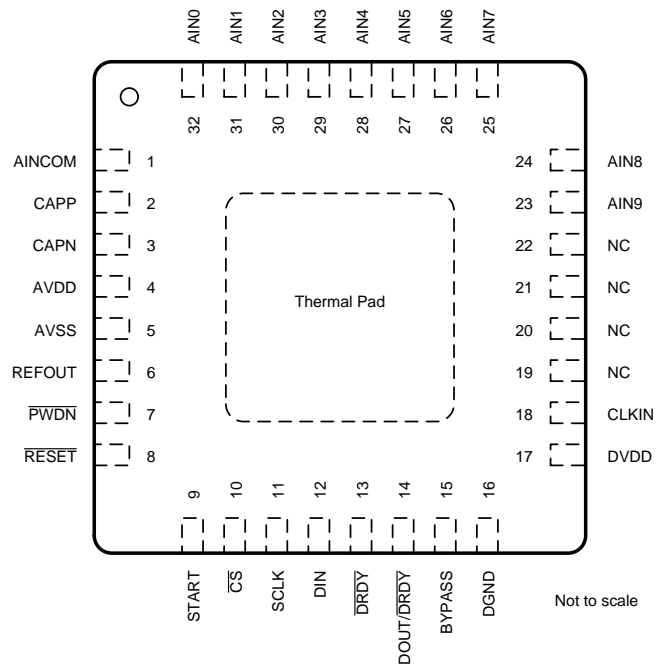 AIN0 AIN1 AIN2 AIN3 AIN4 AIN5 AIN6 AIN7
32 31 30 29 28 27 26 25
AINCOM 1
CAPP 2
CAPN 3
AVDD 4
AVSS 5
REFOUT 6
PWDN 7
RESET 8
Thermal Pad
24 AIN8
23 AIN9
22 NC
21 NC
20 NC
19 NC
18 CLKIN
17 DVDD
9 10 11 12 13 14 15 16
START CS SCLK DIN DRDY DOUT/DRDY BYPASS DGND
Not to scale